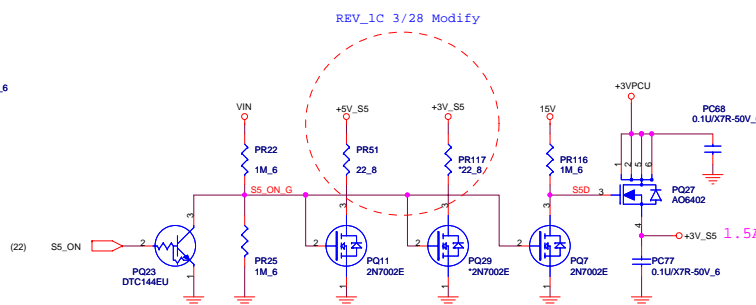 REV_1C 3/28 Modify
_6
VIN
+5V_S5
+3V_S5
15V
+3VPCU
PC68
0.1U/X7R-50V_
PR22
1M_6
PR51
22_8
PR117
*22_8
PR116
1M_6
1
2
5
6
S5_ON_G
S5D
3
PQ27
AO6402
4
(22)
S5_ON
2
3
1
PQ23
DTC144EU
PR25
1M_6
2
3
1
PQ11
2N7002E
2
3
1
PQ29
*2N7002E
2
3
1
PQ7
2N7002E
+3V_S5
PC77
0.1U/X7R-50V_6